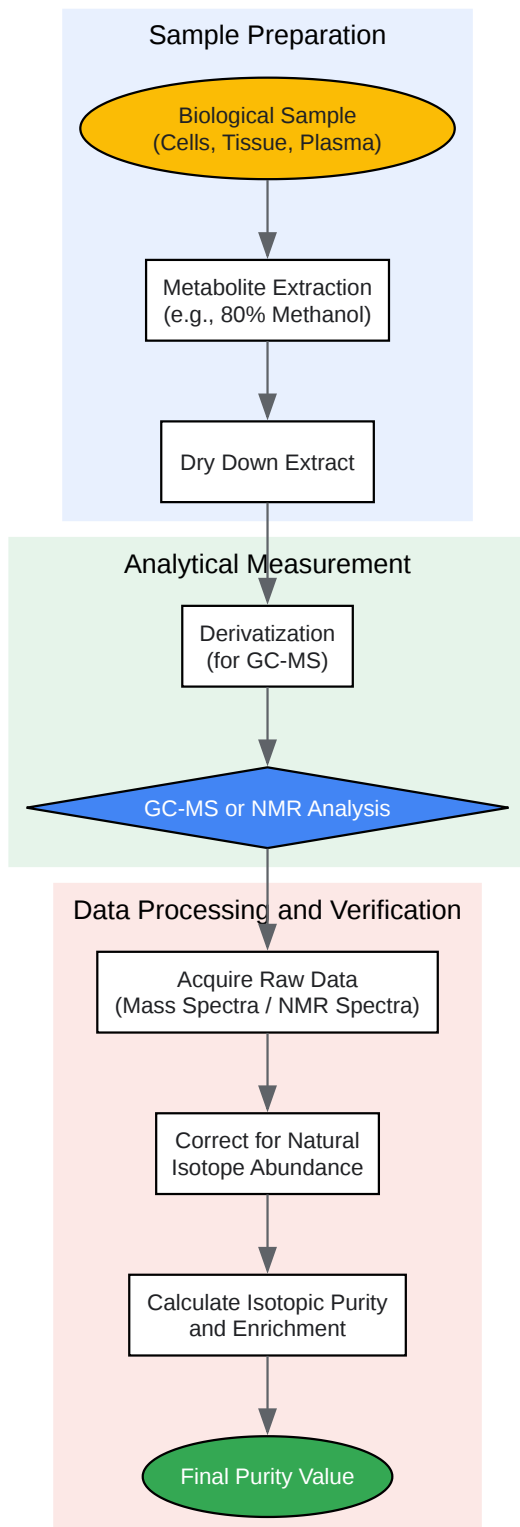 Sample Preparation
Biological Sample
(Cells, Tissue, Plasma)
Metabolite Extraction
(e.g., 80% Methanol)
Dry Down Extract
Analytical Measurement
Derivatization
(for GC-MS)
GC-MS or NMR Analysis
Data Processing and Verification
Acquire Raw Data
(Mass Spectra / NMR Spectra)
Correct for Natural
Isotope Abundance
Calculate Isotopic Purity
and Enrichment
Final Purity Value